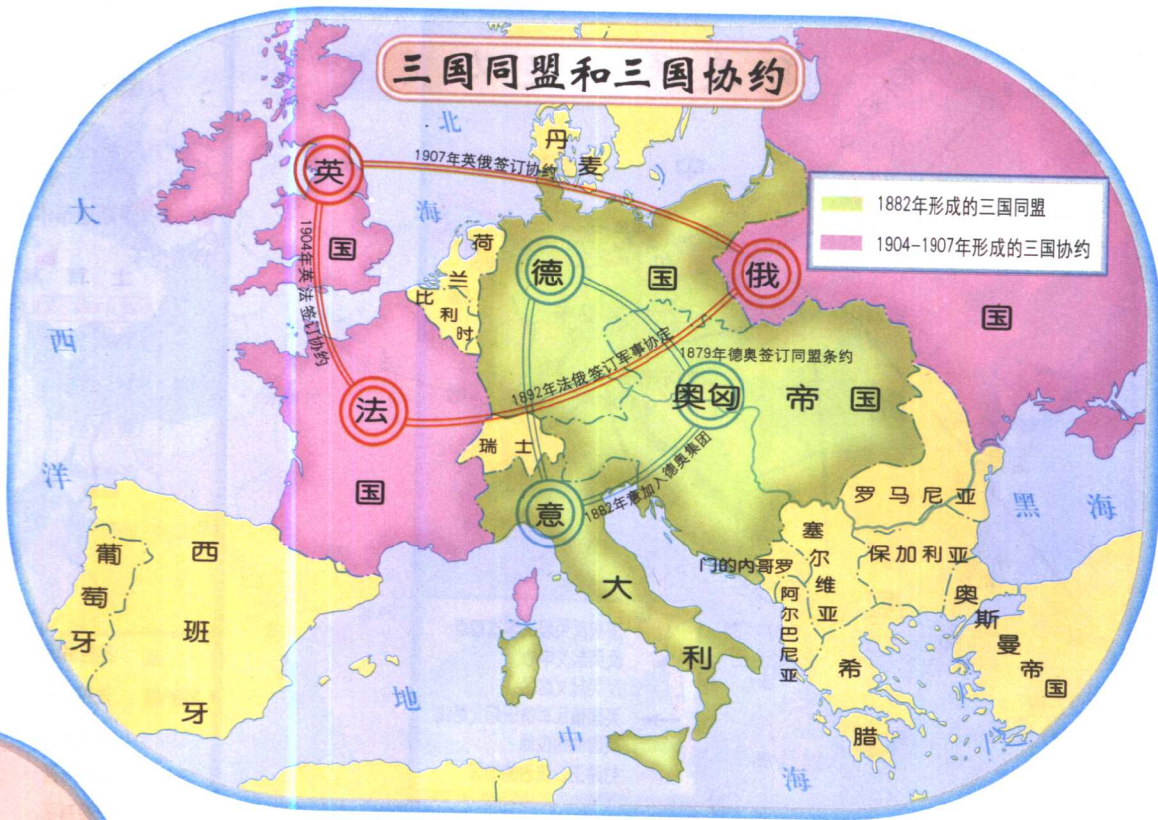 三国同盟和三国协约
1882年形成的三国同盟
1904-1907年形成的三国协约
1907年英俄签订协约
1904年英法签订协约
1892年法俄签订军事协定
1879年德奥签订同盟条约
1882年意加入德奥集团
英国
法国
俄国
德国
奥匈帝国
意大利
丹麦
荷兰
比利时
瑞士
葡萄牙
西班牙
罗马尼亚
塞尔维亚
保加利亚
门的内哥罗
阿尔巴尼亚
希腊
奥斯曼帝国
北海
大西洋
地中海
黑海